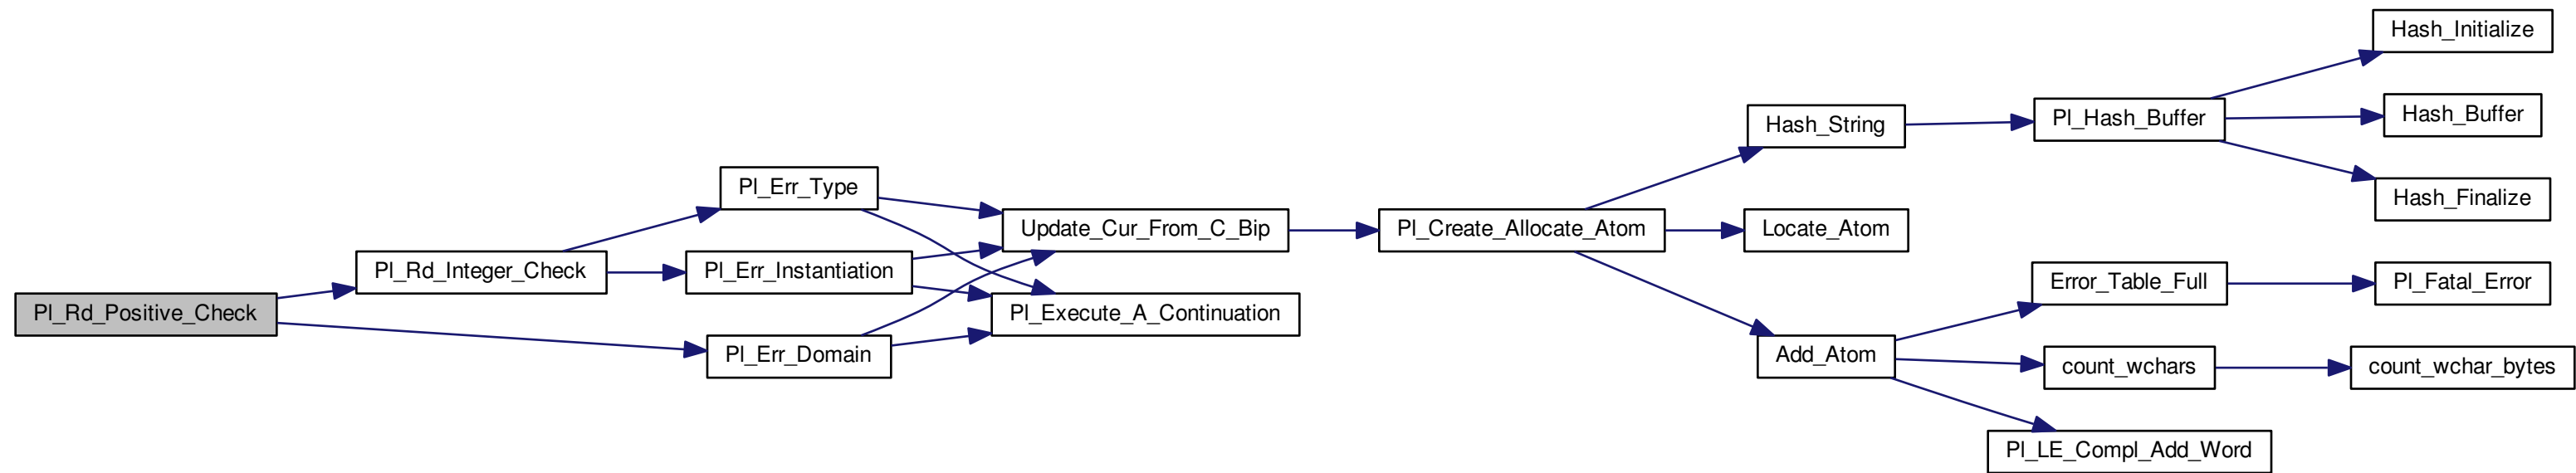 Pl_Rd_Positive_Check
Pl_Rd_Integer_Check
Pl_Err_Type
Pl_Err_Instantiation
Pl_Err_Domain
Update_Cur_From_C_Bip
Pl_Execute_A_Continuation
Pl_Create_Allocate_Atom
Hash_String
Locate_Atom
Add_Atom
Pl_Hash_Buffer
Error_Table_Full
count_wchars
Pl_LE_Compl_Add_Word
Hash_Initialize
Hash_Buffer
Hash_Finalize
Pl_Fatal_Error
count_wchar_bytes